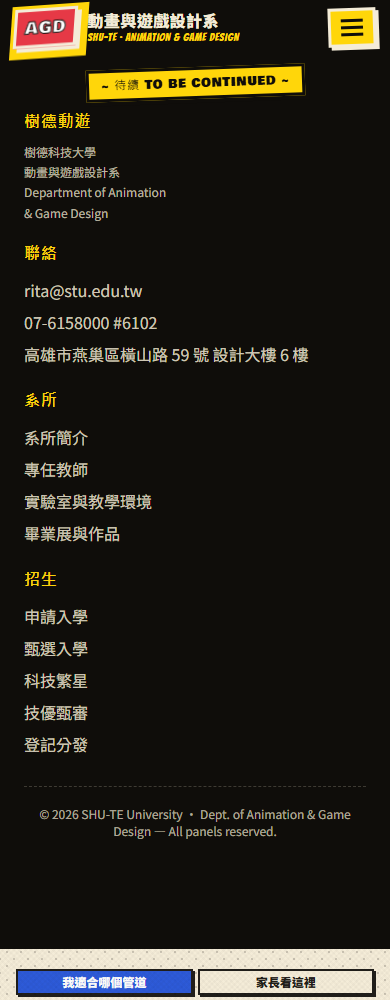 AGD
動畫與遊戲設計系
SHU-TE · ANIMATION & GAME DESIGN
~ 待續 TO BE CONTINUED ~
樹德動遊
樹德科技大學
動畫與遊戲設計系
Department of Animation
& Game Design
聯絡
rita@stu.edu.tw
07-6158000 #6102
高雄市燕巢區橫山路 59 號 設計大樓 6 樓
系所
系所簡介
專任教師
實驗室與教學環境
畢業展與作品
招生
申請入學
甄選入學
科技繁星
技優甄審
登記分發
© 2026 SHU-TE University ・ Dept. of Animation & Game
Design — All panels reserved.
我適合哪個管道
家長看這裡